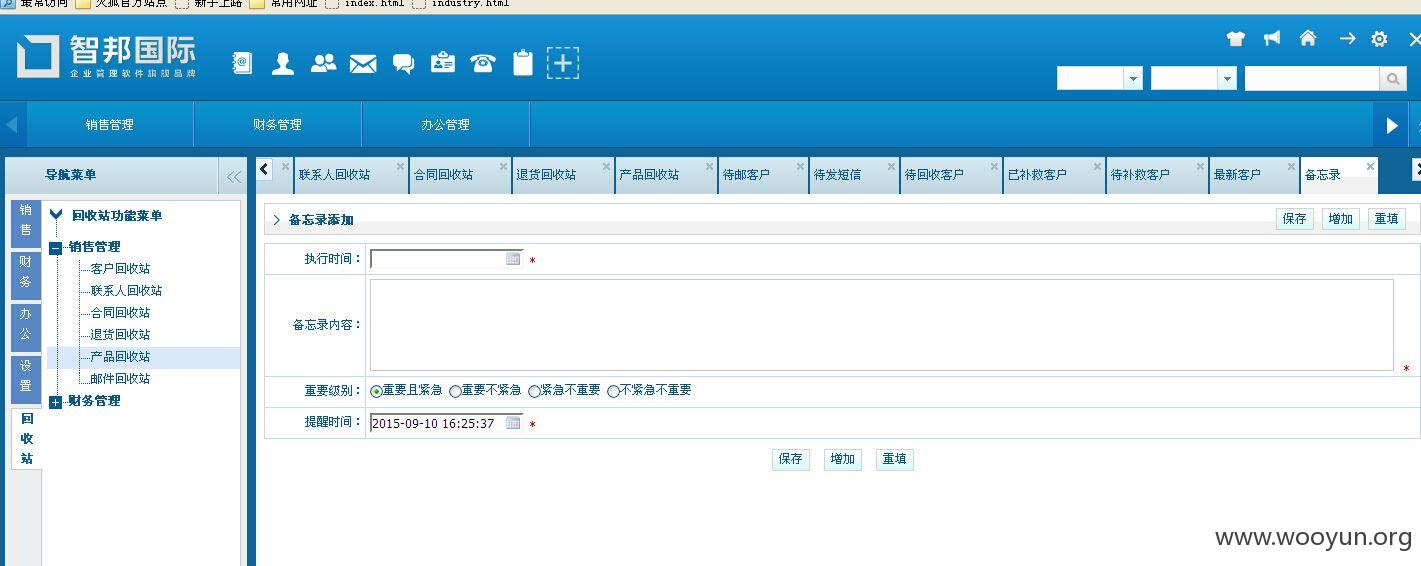 最常访问 火狐官方站点 新手上路 常用网址 index.html industry.html
智邦国际
企业管理软件旗舰品牌
销售管理 财务管理 办公管理
导航菜单
联系人回收站 合同回收站 退货回收站 产品回收站 待邮客户 待发短信 待回收客户 已补救客户 待补救客户 最新客户 备忘录
销售
财务
办公
设置
回收站
回收站功能菜单
销售管理
客户回收站
联系人回收站
合同回收站
退货回收站
产品回收站
邮件回收站
财务管理
备忘录添加 保存 增加 重填
执行时间： *
备忘录内容： *
重要级别： 重要且紧急 重要不紧急 紧急不重要 不紧急不重要
提醒时间： 2015-09-10 16:25:37 *
保存 增加 重填
www.wooyun.org